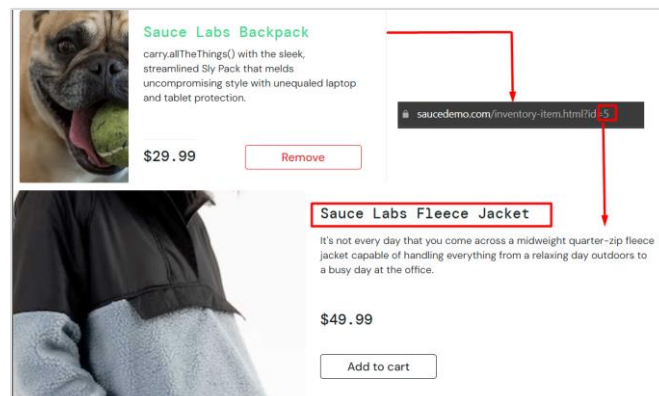 Sauce Labs Backpack
carry.allTheThings() with the sleek,
streamlined Sly Pack that melds
uncompromising style with unequaled laptop
and tablet protection.
saucedemo.com/inventory-item.html?id=5
$29.99
Remove
Sauce Labs Fleece Jacket
It's not every day that you come across a midweight quarter-zip fleece
jacket capable of handling everything from a relaxing day outdoors to
a busy day at the office.
$49.99
Add to cart